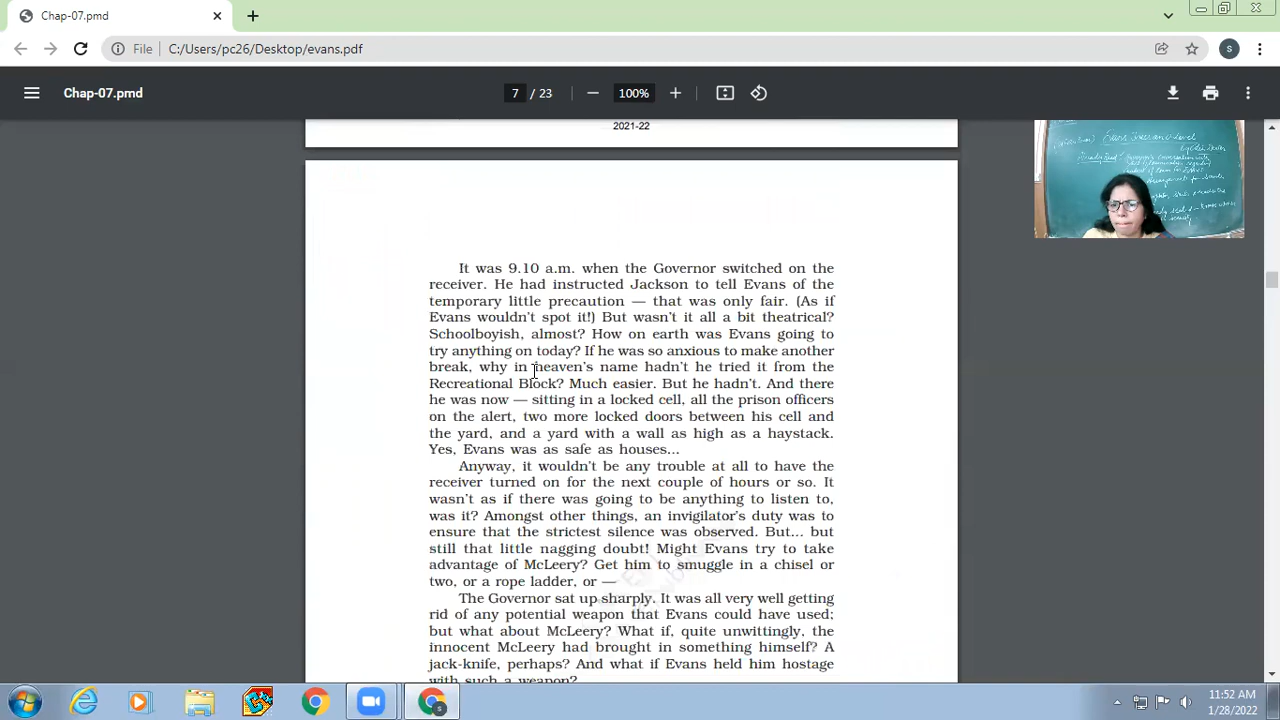 Chap-07.pmd
File C:/Users/pc26/Desktop/evans.pdf
S
Chap-07.pmd
7 / 23
100%
2021-22
Evans Tries an O-Level
It was 9.10 a.m. when the Governor switched on the
receiver. He had instructed Jackson to tell Evans of the
temporary little precaution — that was only fair. (As if
Evans wouldn't spot it!) But wasn't it all a bit theatrical?
Schoolboyish, almost? How on earth was Evans going to
try anything on today? If he was so anxious to make another
break, why in heaven's name hadn't he tried it from the
Recreational Block? Much easier. But he hadn't. And there
he was now — sitting in a locked cell, all the prison officers
on the alert, two more locked doors between his cell and
the yard, and a yard with a wall as high as a haystack.
Yes, Evans was as safe as houses...
Anyway, it wouldn't be any trouble at all to have the
receiver turned on for the next couple of hours or so. It
wasn't as if there was going to be anything to listen to,
was it? Amongst other things, an invigilator's duty was to
ensure that the strictest silence was observed. But... but
still that little nagging doubt! Might Evans try to take
advantage of McLeery? Get him to smuggle in a chisel or
two, or a rope ladder, or —
The Governor sat up sharply. It was all very well getting
rid of any potential weapon that Evans could have used;
but what about McLeery? What if, quite unwittingly, the
innocent McLeery had brought in something himself? A
jack-knife, perhaps? And what if Evans held him hostage
with such a weapon?
11:52 AM
1/28/2022